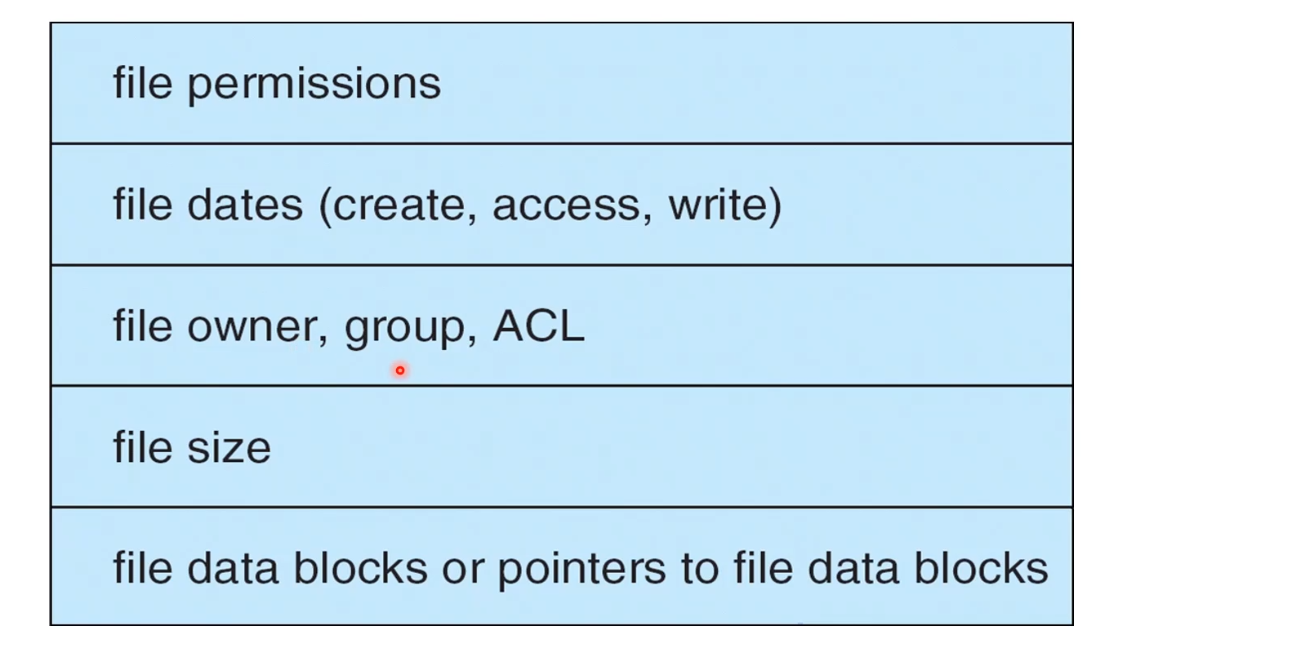 file permissions
file dates (create, access, write)
file owner, group, ACL
file size
file data blocks or pointers to file data blocks